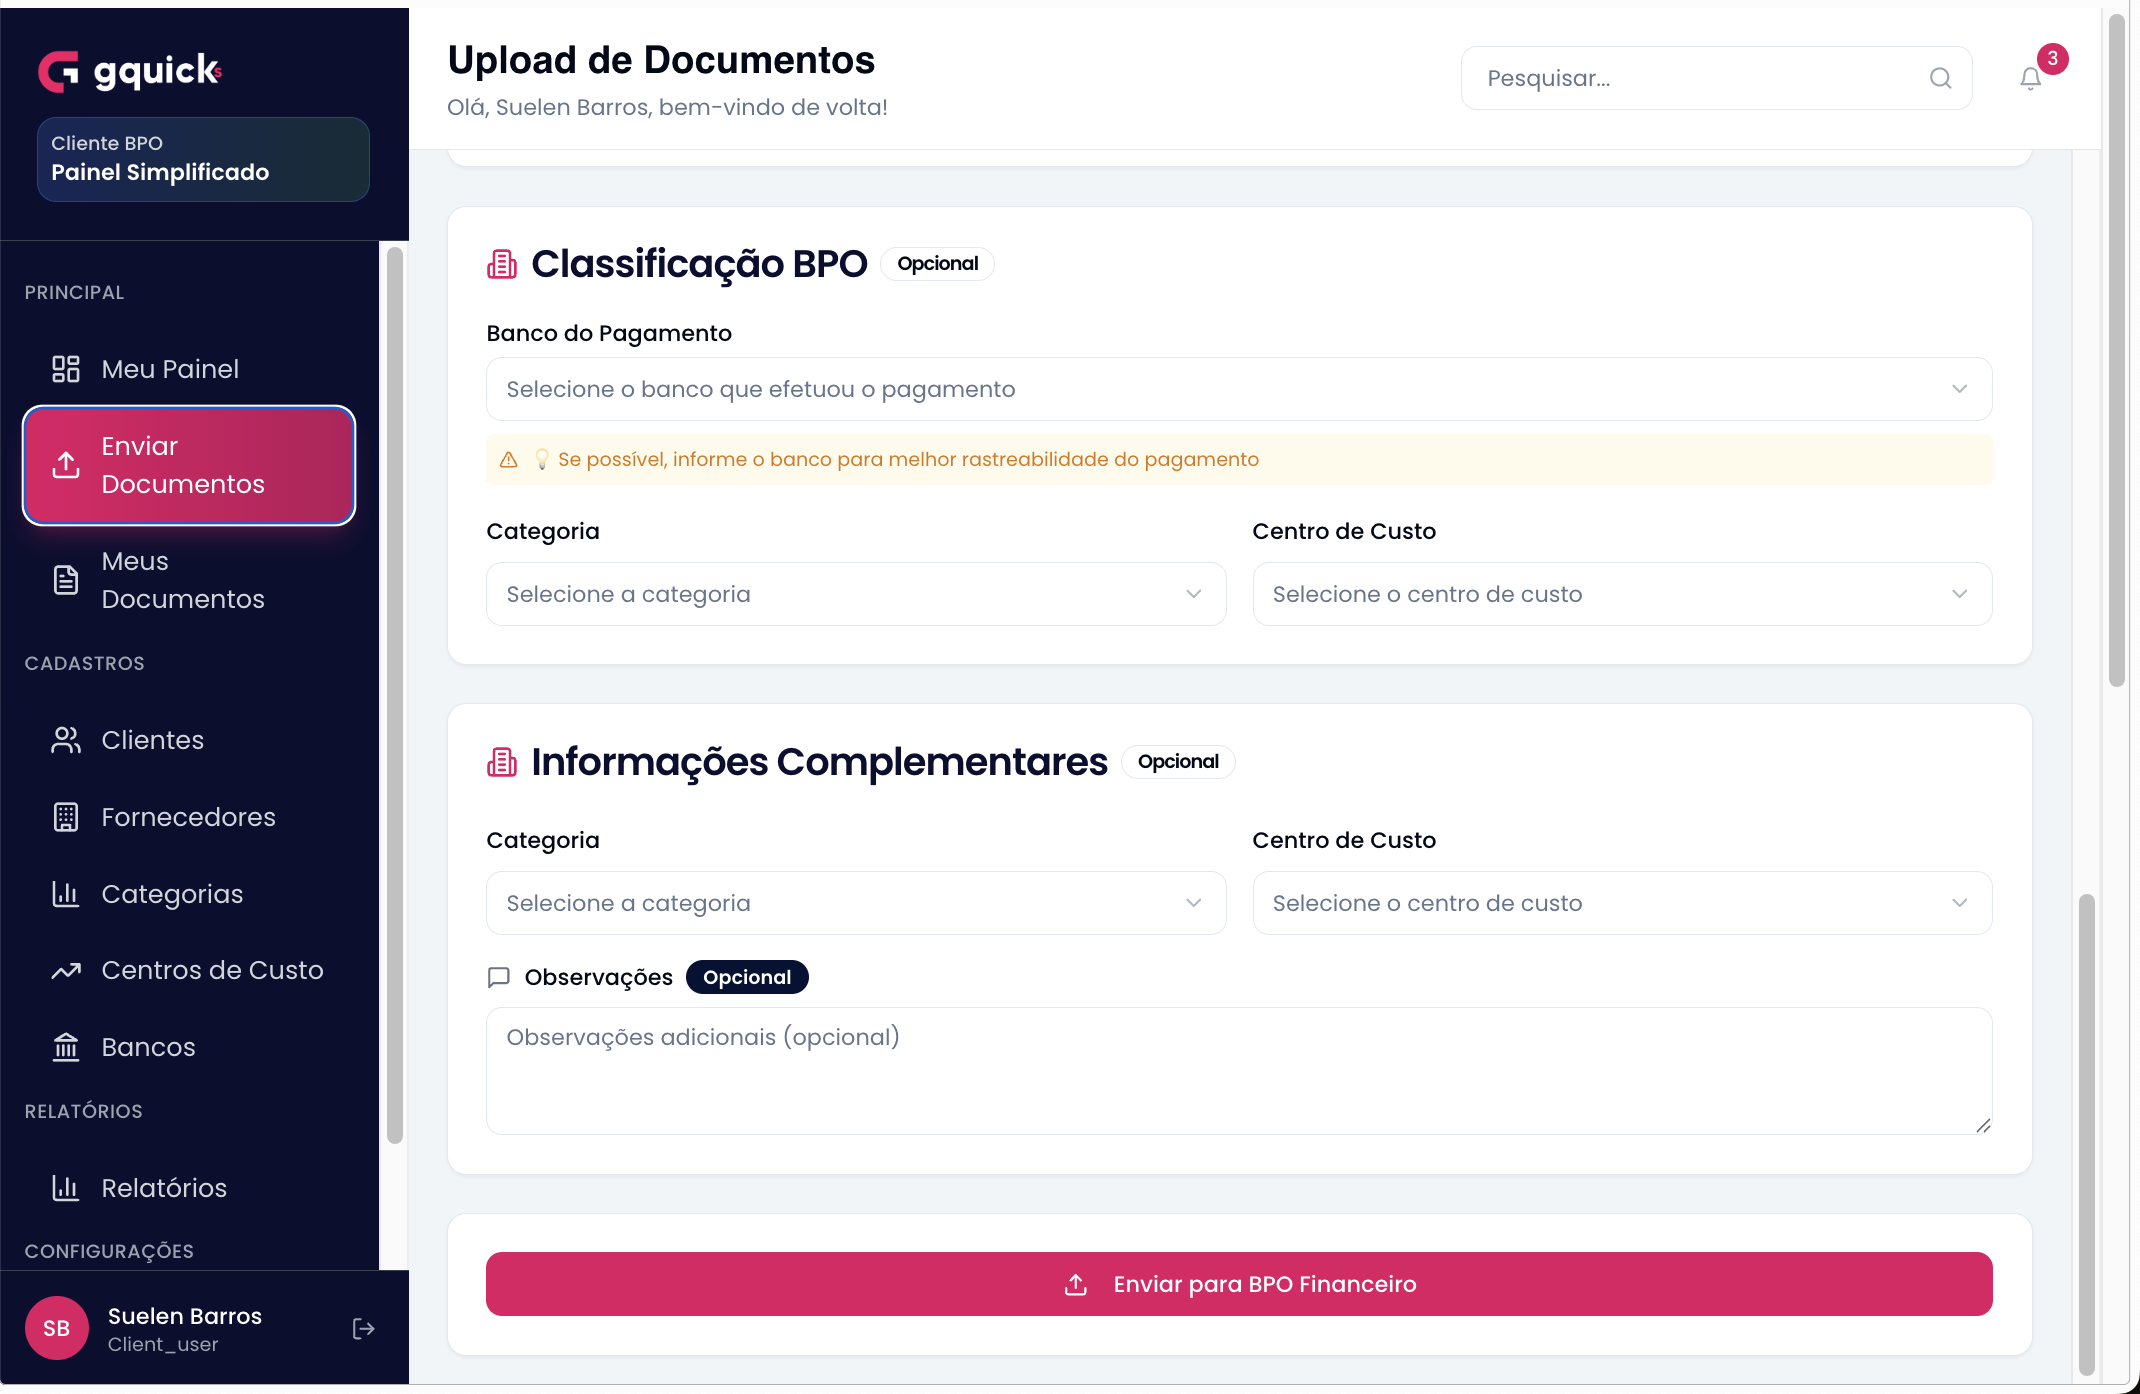 gquicks
Cliente BPO
Painel Simplificado
PRINCIPAL
Meu Painel
Enviar
Documentos
Meus
Documentos
CADASTROS
Clientes
Fornecedores
Categorias
Centros de Custo
Bancos
RELATÓRIOS
Relatórios
CONFIGURAÇÕES
SB
Suelen Barros
Client_user
Upload de Documentos
Olá, Suelen Barros, bem-vindo de volta!
Pesquisar...
3
Classificação BPO
Opcional
Banco do Pagamento
Selecione o banco que efetuou o pagamento
💡 Se possível, informe o banco para melhor rastreabilidade do pagamento
Categoria
Centro de Custo
Selecione a categoria
Selecione o centro de custo
Informações Complementares
Opcional
Categoria
Centro de Custo
Selecione a categoria
Selecione o centro de custo
Observações
Opcional
Observações adicionais (opcional)
Enviar para BPO Financeiro